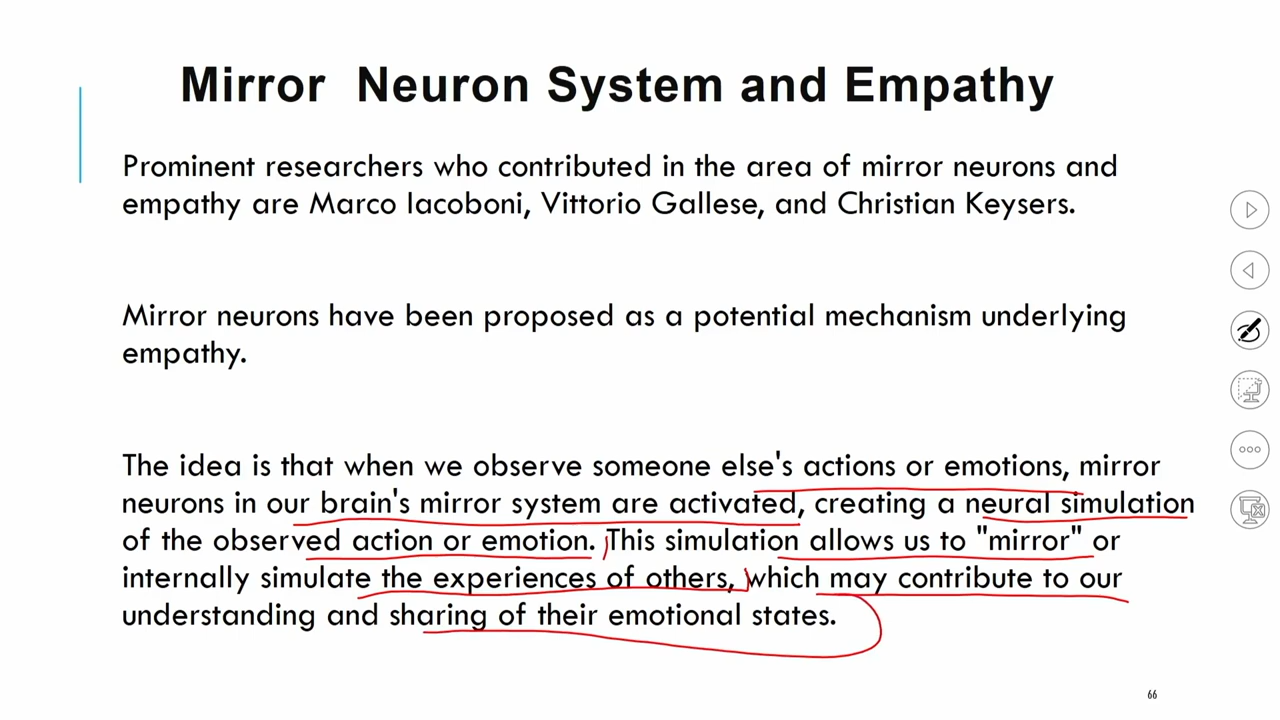 Mirror Neuron System and Empathy
Prominent researchers who contributed in the area of mirror neurons and
empathy are Marco Iacoboni, Vittorio Gallese, and Christian Keysers.
Mirror neurons have been proposed as a potential mechanism underlying
empathy.
The idea is that when we observe someone else's actions or emotions, mirror
neurons in our brain's mirror system are activated, creating a neural simulation
of the observed action or emotion. This simulation allows us to "mirror" or
internally simulate the experiences of others, which may contribute to our
understanding and sharing of their emotional states.
66